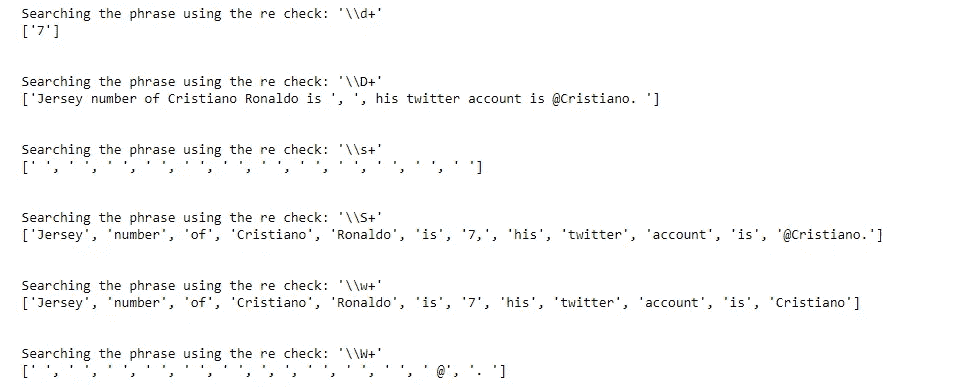 Searching the phrase using the re check: '\\d+'
['7']
Searching the phrase using the re check: '\\D+'
['Jersey number of Cristiano Ronaldo is ', ', his twitter account is @Cristiano. ']
Searching the phrase using the re check: '\\s+'
[' ', ' ', ' ', ' ', ' ', ' ', ' ', ' ', ' ', ' ', ' ', ' ']
Searching the phrase using the re check: '\\S+'
['Jersey', 'number', 'of', 'Cristiano', 'Ronaldo', 'is', '7,', 'his', 'twitter', 'account', 'is', '@Cristiano.']
Searching the phrase using the re check: '\\w+'
['Jersey', 'number', 'of', 'Cristiano', 'Ronaldo', 'is', '7', 'his', 'twitter', 'account', 'is', 'Cristiano']
Searching the phrase using the re check: '\\W+'
[' ', ' ', ' ', ' ', ' ', ' ', ', ', ' ', ' ', ' ', ' @', '. ']